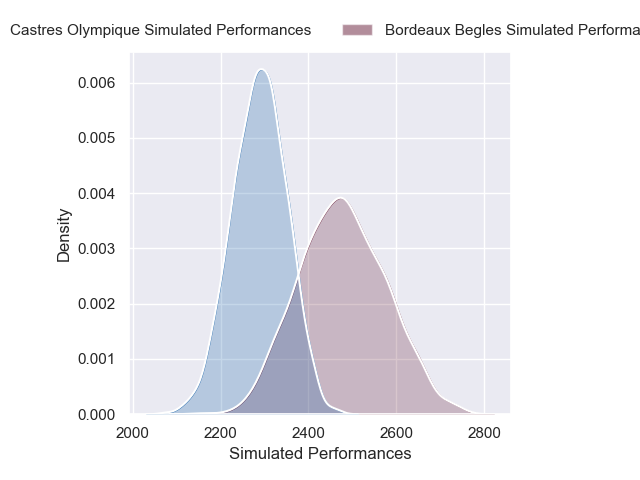 Castres Olympique Simulated Performances
Bordeaux Begles Simulated Performa
0.006
0.005
0.004
0.003
0.002
0.001
0.000
Density
2000 2200 2400 2600 2800
Simulated Performances